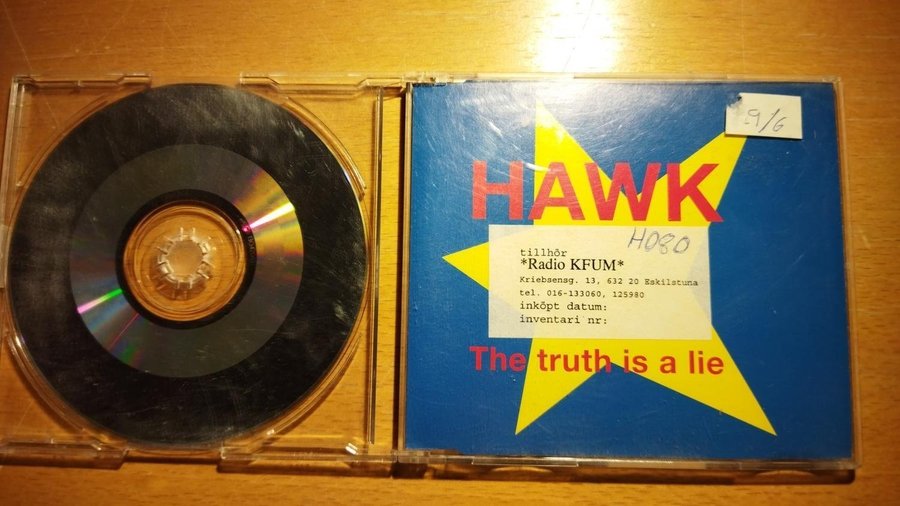 9/6
HAWK
H080
tillhör
*Radio KFUM*
Kriebsensg. 13, 632 20 Eskilstuna
tel. 016-133060, 125980
inköpt datum:
inventari nr:
The truth is a lie